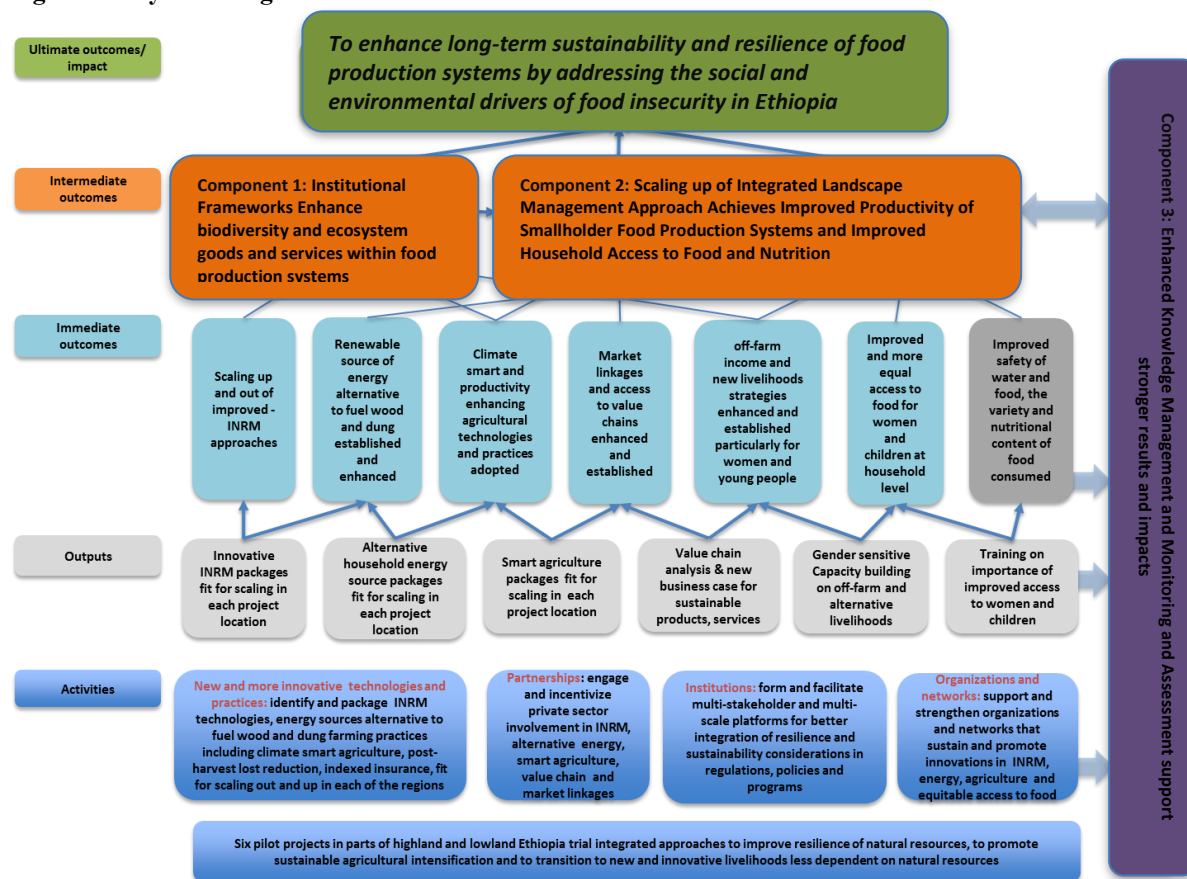 Ultimate outcomes/
impact
To enhance long-term sustainability and resilience of food
production systems by addressing the social and
environmental drivers of food insecurity in Ethiopia
Intermediate
outcomes
Component 1: Institutional
Frameworks Enhance
biodiversity and ecosystem
goods and services within food
production systems
Component 2: Scaling up of Integrated Landscape
Management Approach Achieves Improved Productivity of
Smallholder Food Production Systems and Improved
Household Access to Food and Nutrition
Immediate
outcomes
Scaling up
and out of
improved -
INRM
approaches
Renewable
source of
energy
alternative
to fuel wood
and dung
established
and
enhanced
Climate
smart and
productivity
enhancing
agricultural
technologies
and practices
adopted
Market
linkages
and access
to value
chains
enhanced
and
established
off-farm
income and
new livelihoods
strategies
enhanced and
established
particularly for
women and
young people
Improved
and more
equal
access to
food for
women
and
children at
household
level
Improved
safety of
water and
food, the
variety and
nutritional
content of
food
consumed
Outputs
Innovative
INRM packages
fit for scaling in
each project
location
Alternative
household energy
source packages
fit for scaling in
each project
location
Smart agriculture
packages fit for
scaling in each
project location
Value chain
analysis & new
business case for
sustainable
products, services
Gender sensitive
Capacity building
on off-farm and
alternative
livelihoods
Training on
importance of
improved access
to women and
children
Activities
New and more innovative technologies and
practices: identify and package INRM
technologies, energy sources alternative to
fuel wood and dung farming practices
including climate smart agriculture, post-
harvest lost reduction, indexed insurance, fit
for scaling out and up in each of the regions
Partnerships: engage
and incentivize
private sector
involvement in INRM,
alternative energy,
smart agriculture,
value chain and
market linkages
Institutions: form and facilitate
multi-stakeholder and multi-
scale platforms for better
integration of resilience and
sustainability considerations in
regulations, policies and
programs
Organizations and
networks: support and
strengthen organizations
and networks that
sustain and promote
innovations in INRM,
energy, agriculture and
equitable access to food
Six pilot projects in parts of highland and lowland Ethiopia trial integrated approaches to improve resilience of natural resources, to promote
sustainable agricultural intensification and to transition to new and innovative livelihoods less dependent on natural resources
Component 3: Enhanced Knowledge Management and Monitoring and Assessment support
stronger results and impacts